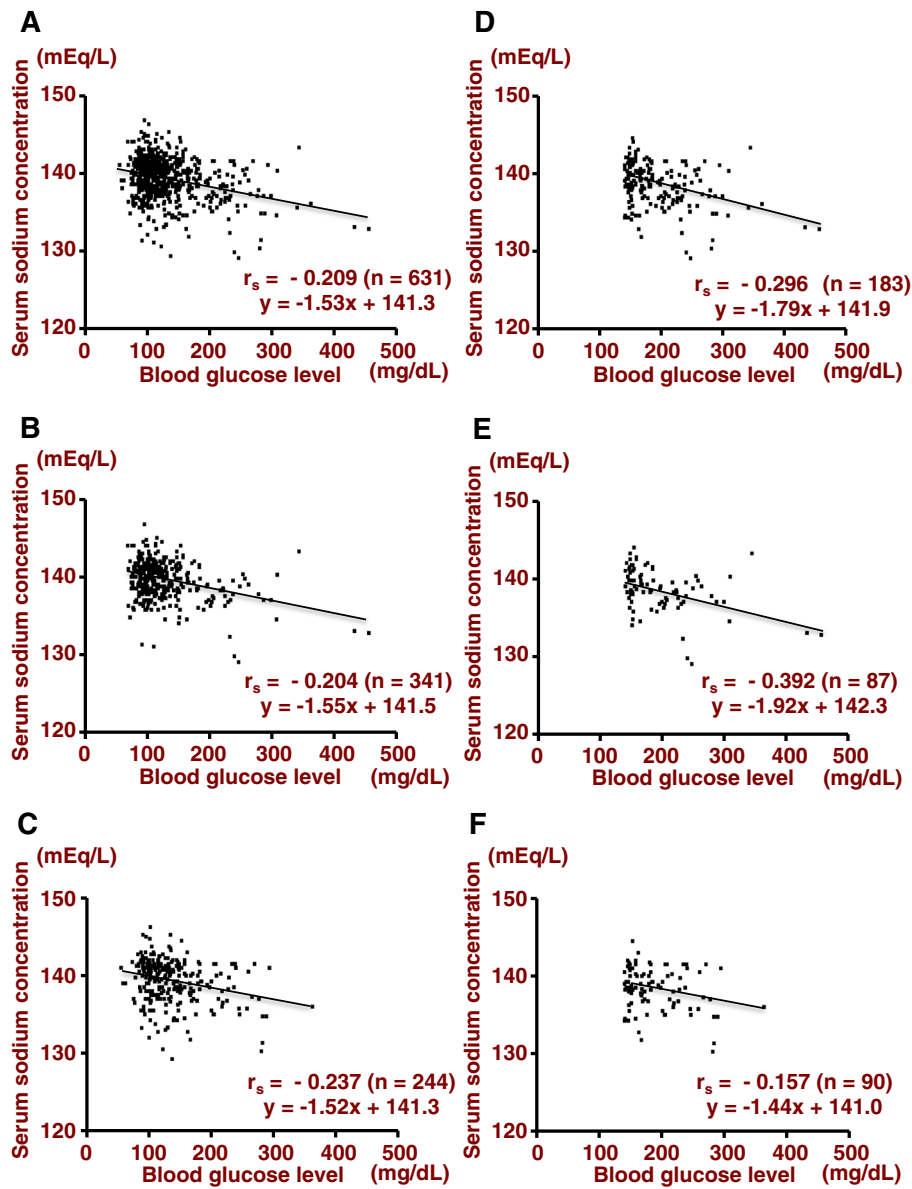 A
(mEq/L)
Serum sodium concentration
150
140
130
120
rs = - 0.209 (n = 631)
y = -1.53x + 141.3
0 100 200 300 400 500
Blood glucose level (mg/dL)
D
(mEq/L)
Serum sodium concentration
150
140
130
120
rs = - 0.296 (n = 183)
y = -1.79x + 141.9
0 100 200 300 400 500
Blood glucose level (mg/dL)
B
(mEq/L)
Serum sodium concentration
150
140
130
120
rs = - 0.204 (n = 341)
y = -1.55x + 141.5
0 100 200 300 400 500
Blood glucose level (mg/dL)
E
(mEq/L)
Serum sodium concentration
150
140
130
120
rs = - 0.392 (n = 87)
y = -1.92x + 142.3
0 100 200 300 400 500
Blood glucose level (mg/dL)
C
(mEq/L)
Serum sodium concentration
150
140
130
120
rs = - 0.237 (n = 244)
y = -1.52x + 141.3
0 100 200 300 400 500
Blood glucose level (mg/dL)
F
(mEq/L)
Serum sodium concentration
150
140
130
120
rs = - 0.157 (n = 90)
y = -1.44x + 141.0
0 100 200 300 400 500
Blood glucose level (mg/dL)